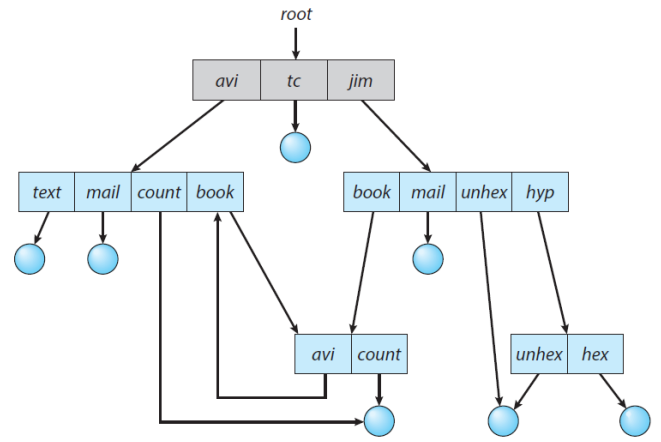 root
avi tc jim
text mail count book
book mail unhex hyp
avi count
unhex hex